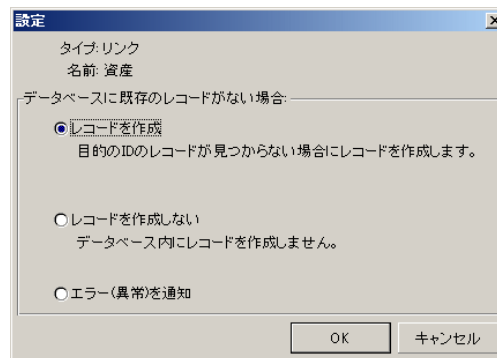 設定
タイプ:リンク
名前:資産
データベースに既存のレコードがない場合:
レコードを作成
目的のIDのレコードが見つからない場合にレコードを作成します。
レコードを作成しない
データベース内にレコードを作成しません。
エラー(異常)を通知
OK キャンセル